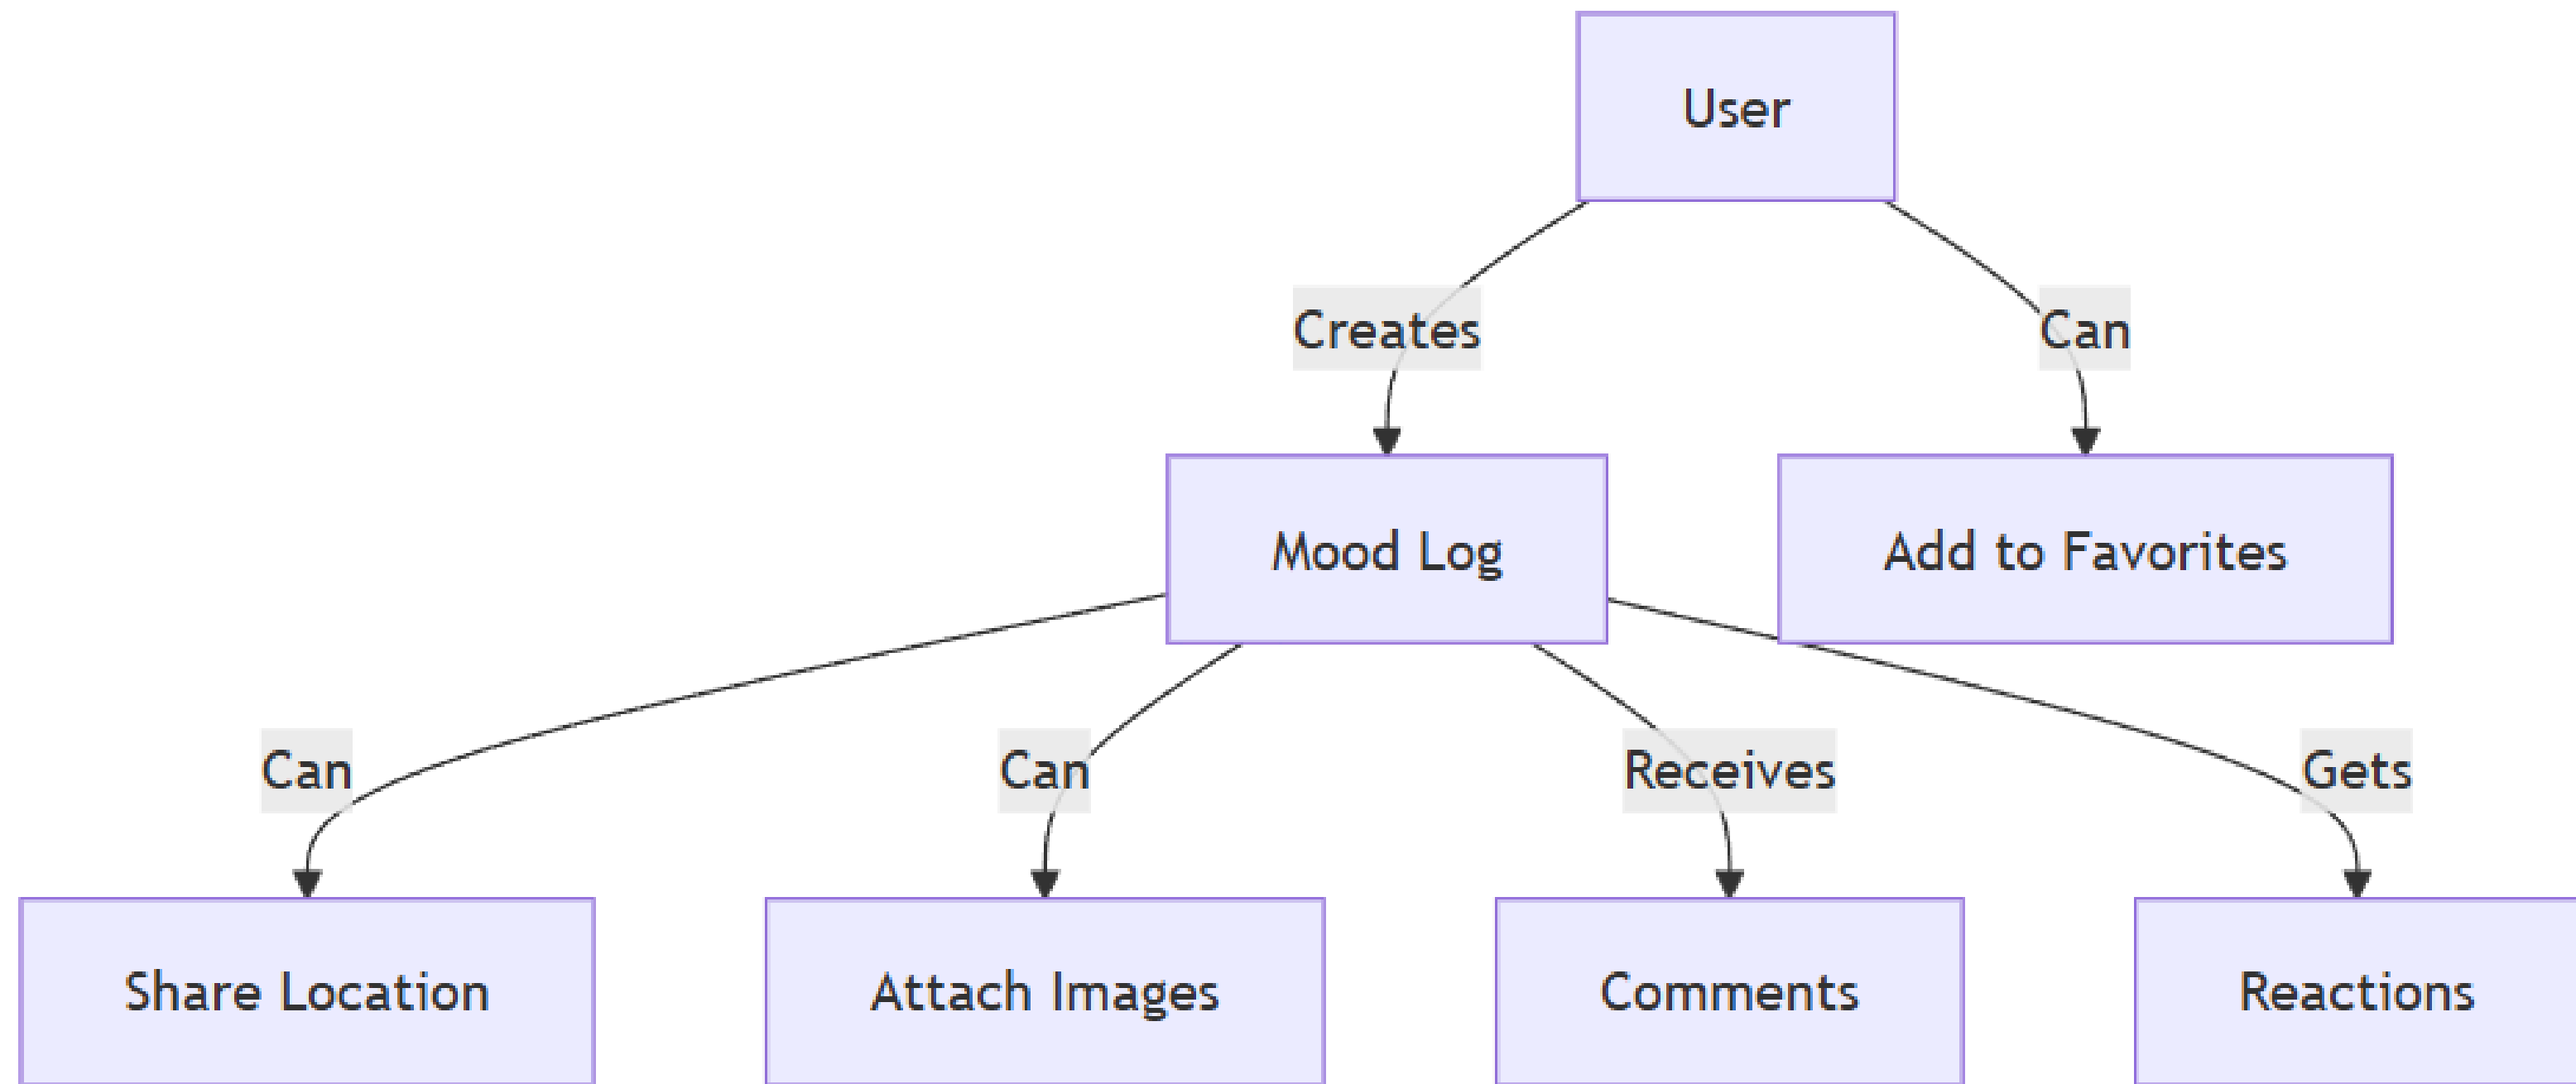 User
Creates
Can
Mood Log
Add to Favorites
Can
Can
Receives
Gets
Share Location
Attach Images
Comments
Reactions